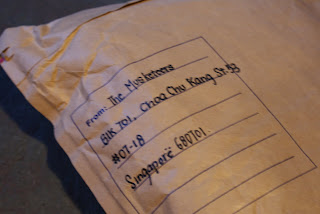 From: The Musketeers
Blk 701, Choa Chu Kang St 53
#07-18
Singapore 680701.